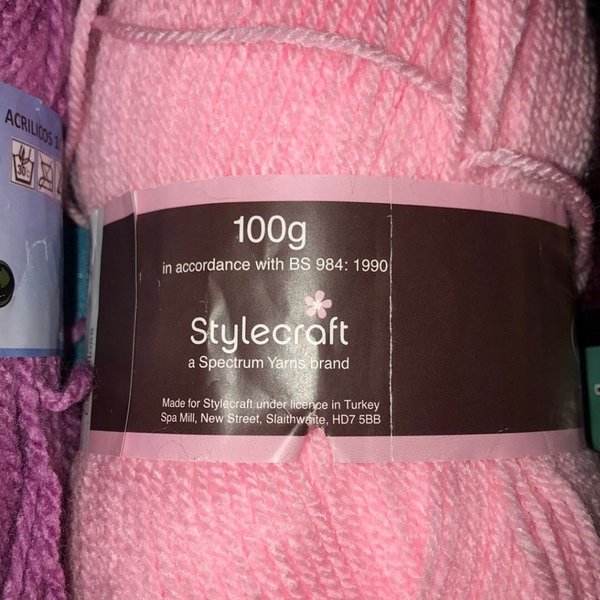 ACRILICOS
30
100g
in accordance with BS 984: 1990
Stylecraft
a Spectrum Yarns brand
Made for Stylecraft under licence in Turkey
Spa Mill, New Street, Slaithwaite, HD7 5BB